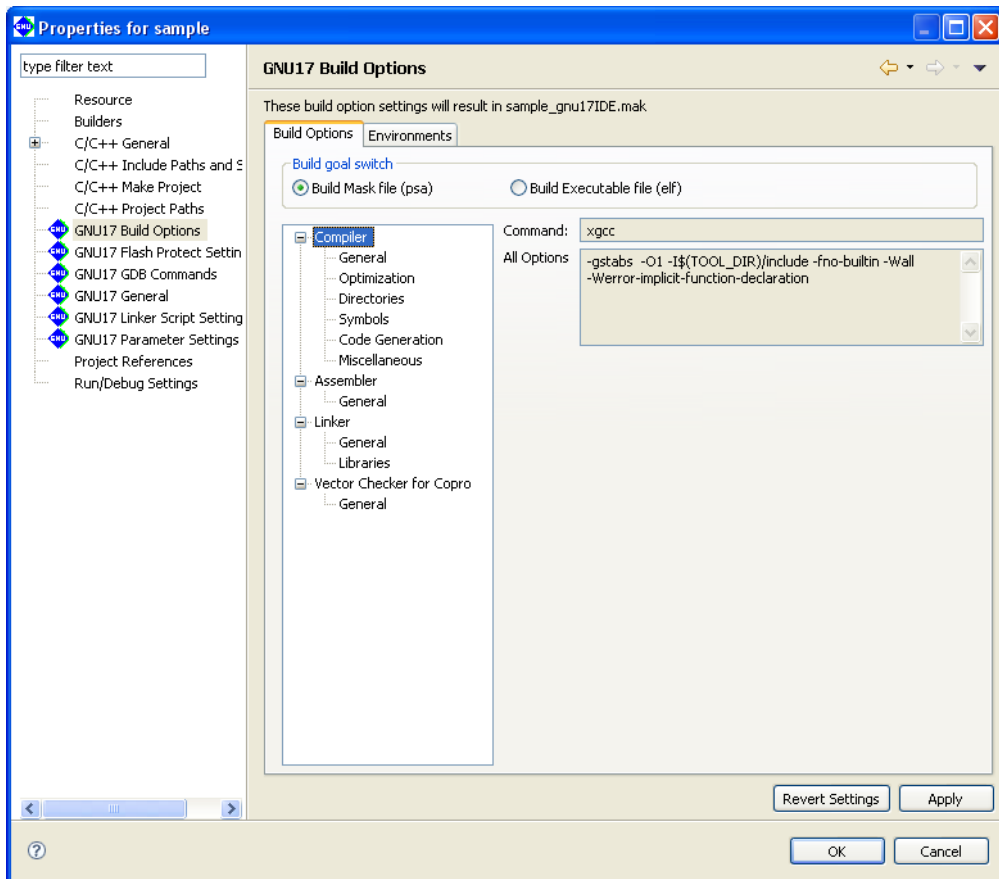 Properties for sample
type filter text
Resource
Builders
C/C++ General
C/C++ Include Paths and S
C/C++ Make Project
C/C++ Project Paths
GNU17 Build Options
GNU17 Flash Protect Settin
GNU17 GDB Commands
GNU17 General
GNU17 Linker Script Setting
GNU17 Parameter Settings
Project References
Run/Debug Settings
GNU17 Build Options
These build option settings will result in sample_gnu17IDE.mak
Build Options Environments
Build goal switch
Build Mask file (psa) Build Executable file (elf)
Compiler
General
Optimization
Directories
Symbols
Code Generation
Miscellaneous
Assembler
General
Linker
General
Libraries
Vector Checker for Copro
General
Command: xgcc
All Options -gstabs -O1 -I$(TOOL_DIR)/include -fno-builtin -Wall
-Werror-implicit-function-declaration
Revert Settings Apply
OK Cancel